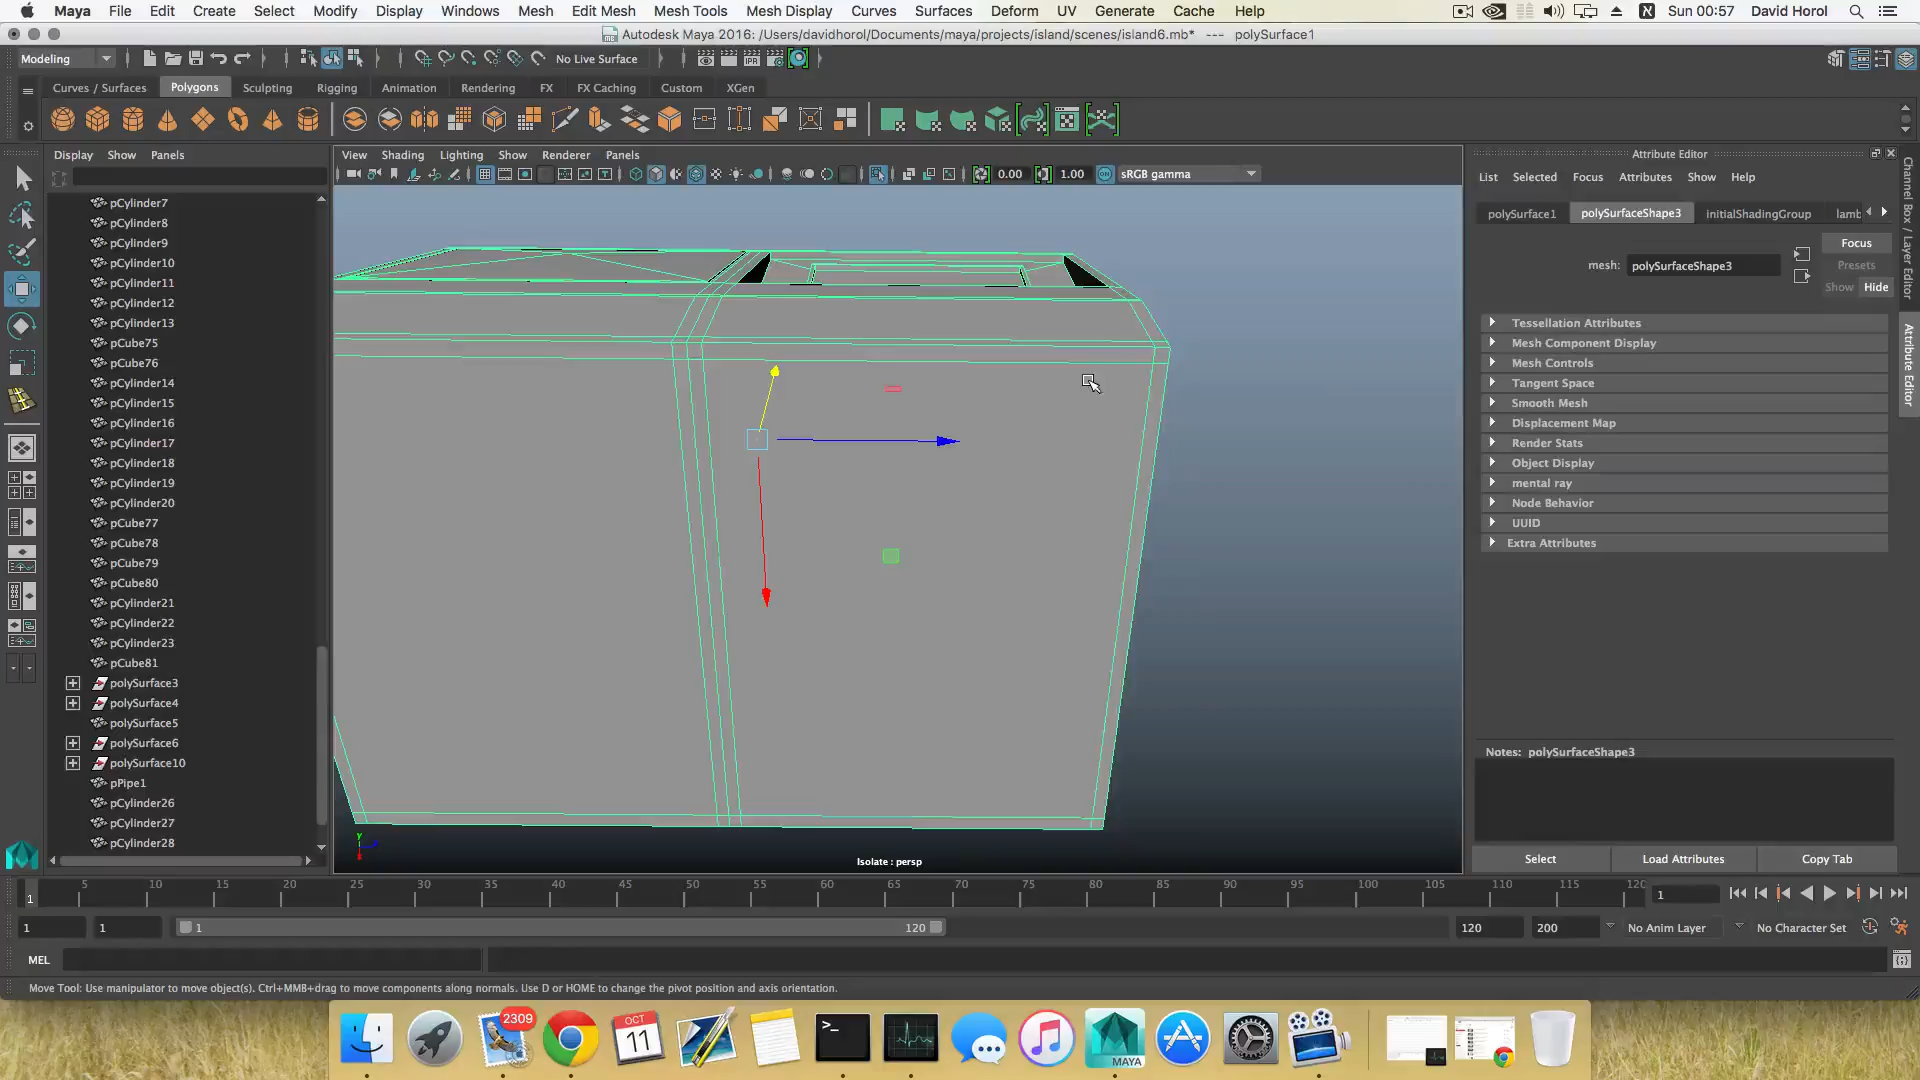 Maya File Edit Create Select Modify Display Windows Mesh Edit Mesh Mesh Tools Mesh Display Curves Surfaces Deform UV Generate Cache Help Sun 00:57 David Horol
Autodesk Maya 2016: /Users/davidhorol/Documents/maya/projects/island/scenes/island6.mb* --- polySurface1
Modeling No Live Surface IPR
Curves / Surfaces Polygons Sculpting Rigging Animation Rendering FX FX Caching Custom XGen
Display Show Panels
View Shading Lighting Show Renderer Panels
0.00 1.00 sRGB gamma
pCylinder7
pCylinder8
pCylinder9
pCylinder10
pCylinder11
pCylinder12
pCylinder13
pCube75
pCube76
pCylinder14
pCylinder15
pCylinder16
pCylinder17
pCylinder18
pCylinder19
pCylinder20
pCube77
pCube78
pCube79
pCube80
pCylinder21
pCylinder22
pCylinder23
pCube81
polySurface3
polySurface4
polySurface5
polySurface6
polySurface10
pPipe1
pCylinder26
pCylinder27
pCylinder28
y
Isolate : persp
Attribute Editor
List Selected Focus Attributes Show Help
polySurface1 polySurfaceShape3 initialShadingGroup lamb
Focus
mesh: polySurfaceShape3 Presets
Show Hide
Tessellation Attributes
Mesh Component Display
Mesh Controls
Tangent Space
Smooth Mesh
Displacement Map
Render Stats
Object Display
mental ray
Node Behavior
UUID
Extra Attributes
Notes: polySurfaceShape3
Select Load Attributes Copy Tab
Channel Box / Layer Editor
Attribute Editor
1 5 10 15 20 25 30 35 40 45 50 55 60 65 70 75 80 85 90 95 100 105 110 115 120 1
1 1 1 120 120 200 No Anim Layer No Character Set
MEL
Move Tool: Use manipulator to move object(s). Ctrl+MMB+drag to move components along normals. Use D or HOME to change the pivot position and axis orientation.
2309
OCT
11
>_
MAYA